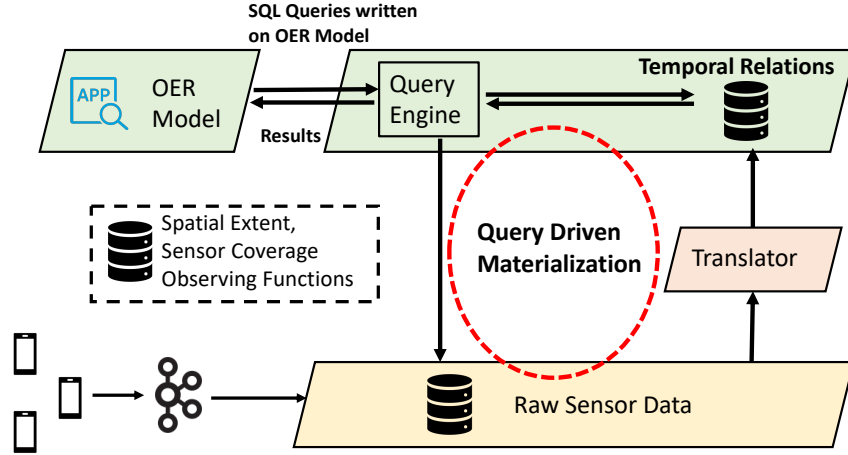 SQL Queries written
on OER Model
APP
OER
Model
Results
Query
Engine
Temporal Relations
Spatial Extent,
Sensor Coverage
Observing Functions
Query Driven
Materialization
Translator
Raw Sensor Data